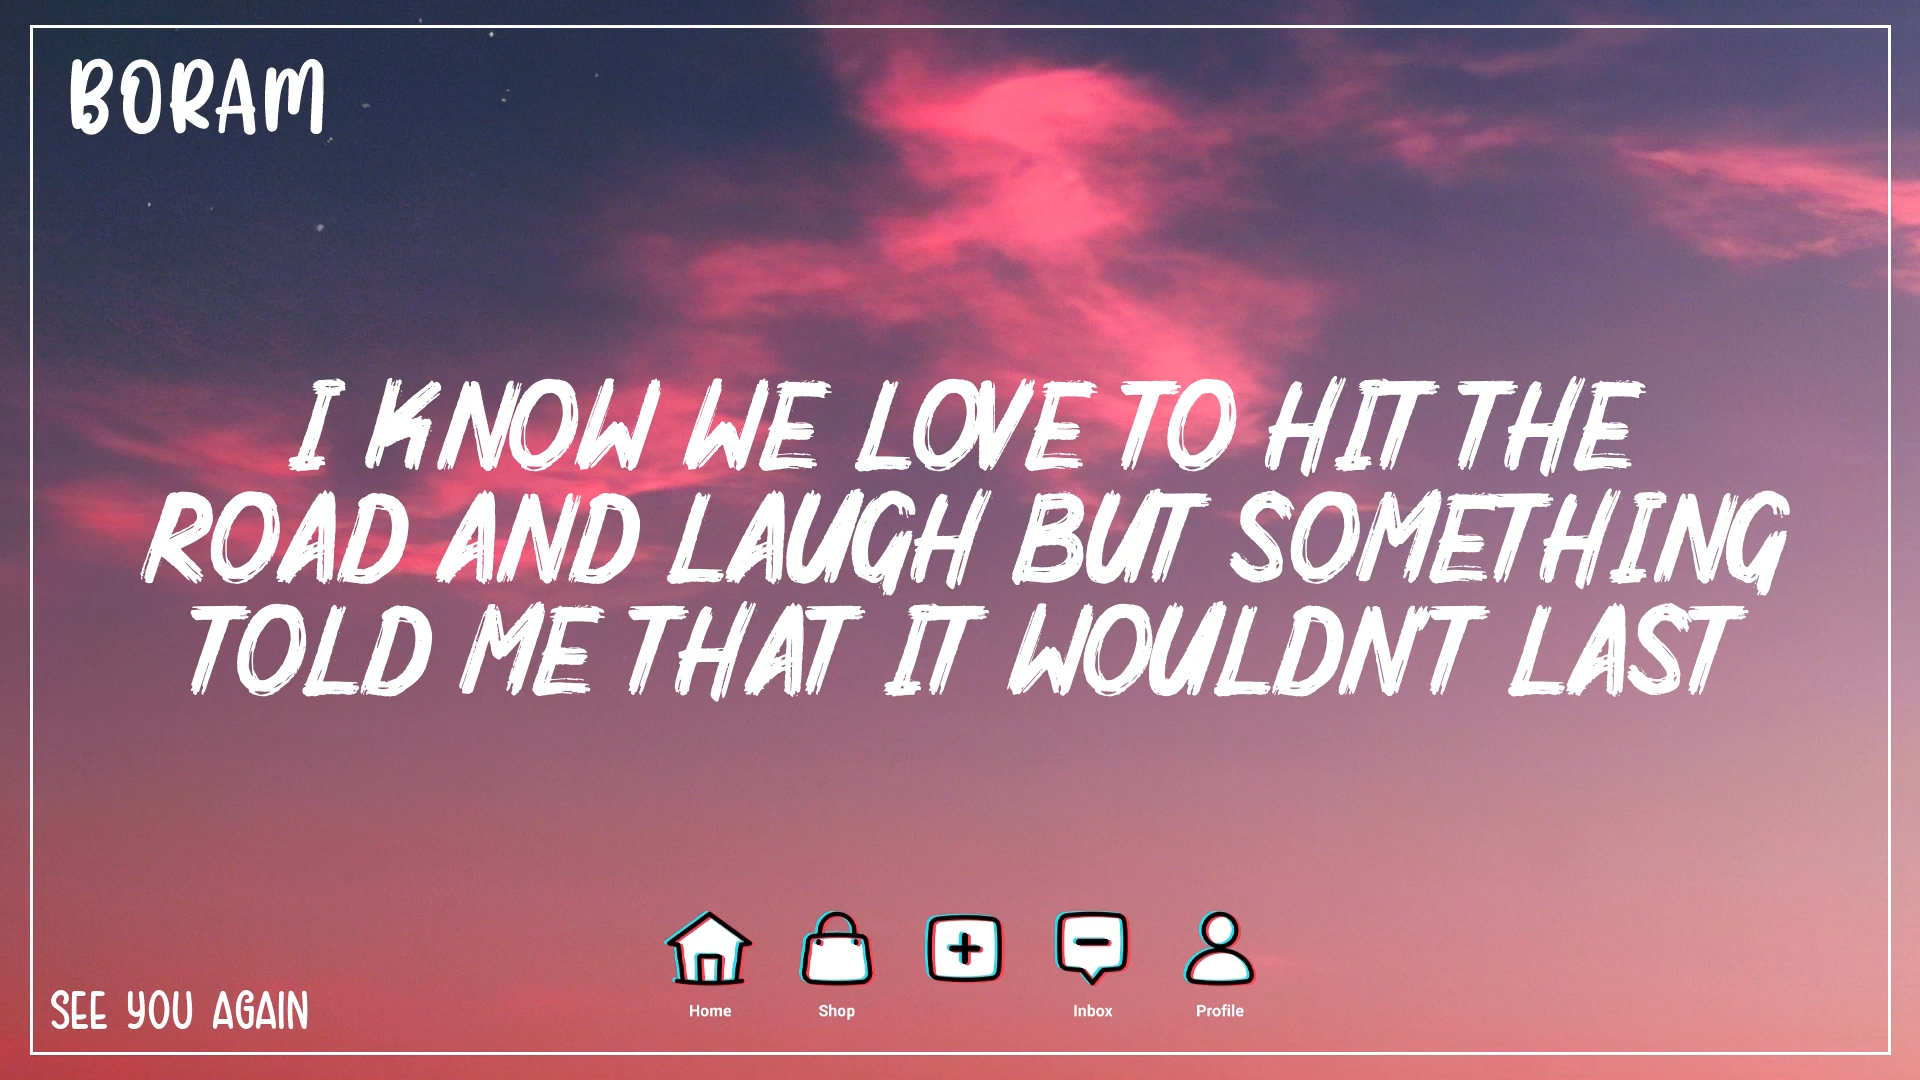 BORAM
I KNOW WE LOVE TO HIT THE
ROAD AND LAUGH BUT SOMETHING
TOLD ME THAT IT WOULDN'T LAST
Home Shop Inbox Profile
SEE YOU AGAIN